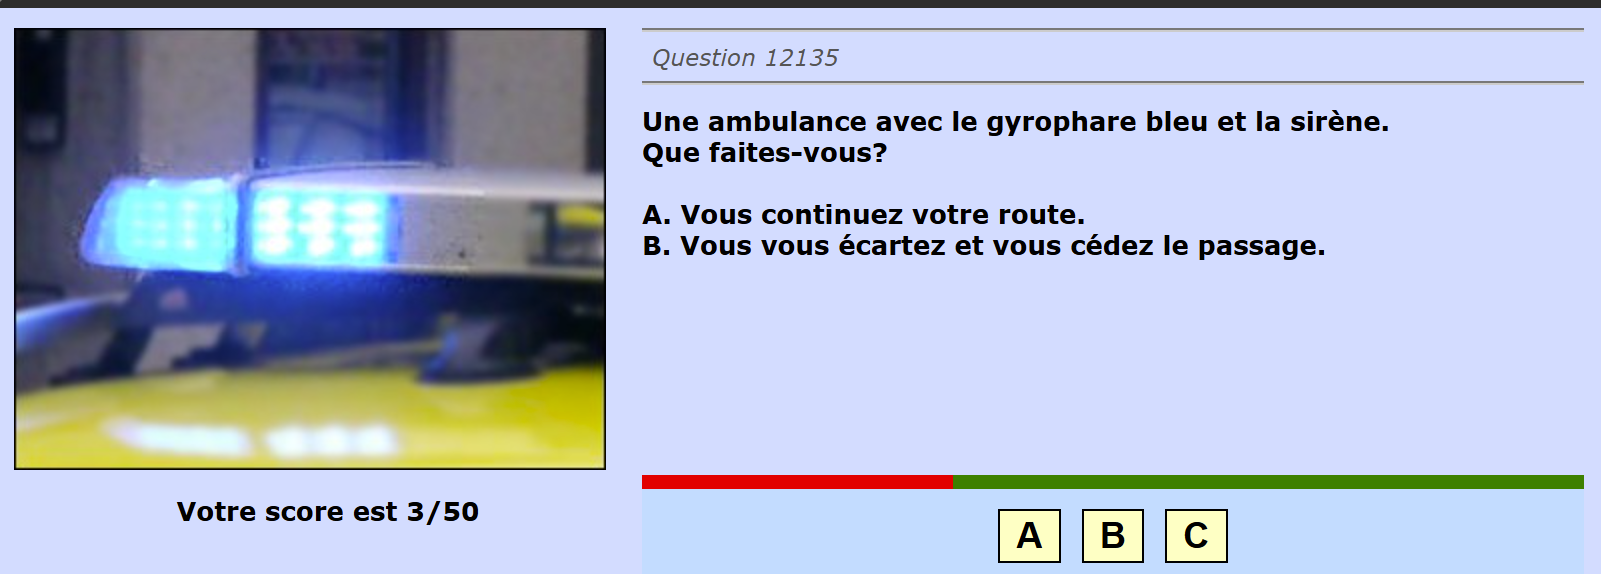 Question 12135
Une ambulance avec le gyrophare bleu et la sirène.
Que faites-vous?
A. Vous continuez votre route.
B. Vous vous écartez et vous cédez le passage.
Votre score est 3/50
A B C